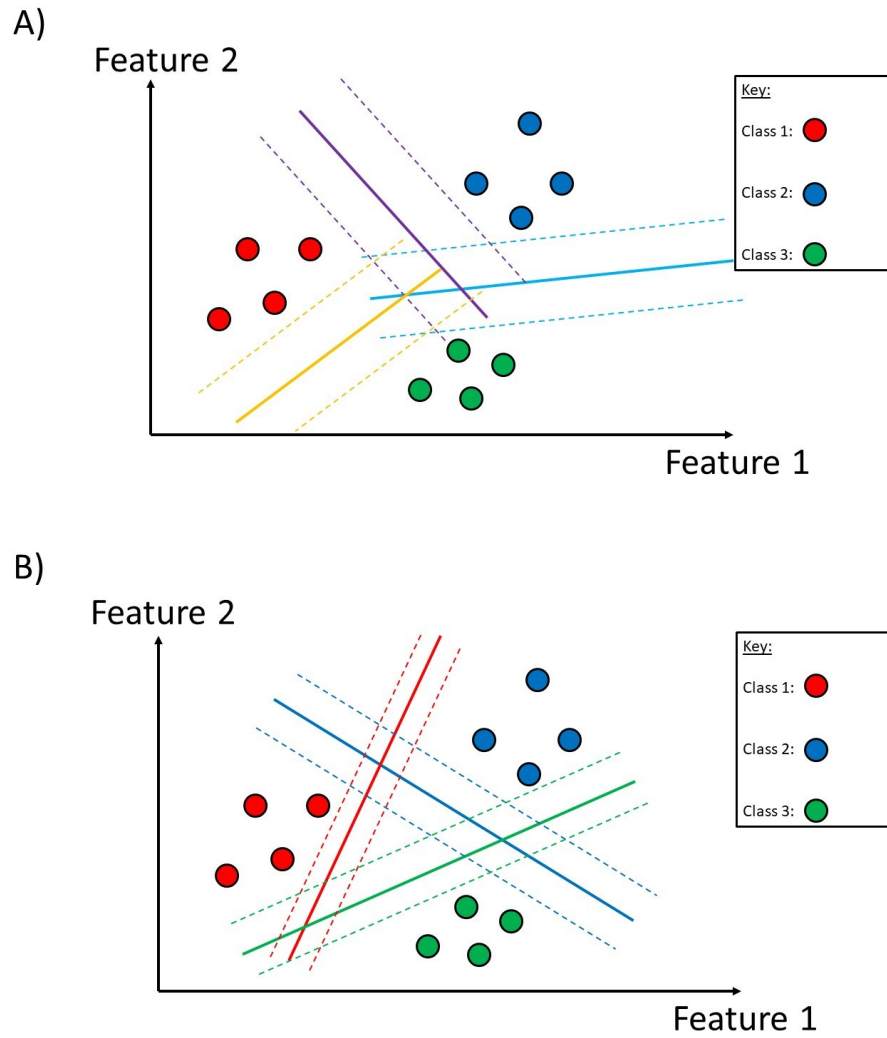 A)
Feature 2
Key:
Class 1:
Class 2:
Class 3:
Feature 1
B)
Feature 2
Key:
Class 1:
Class 2:
Class 3:
Feature 1